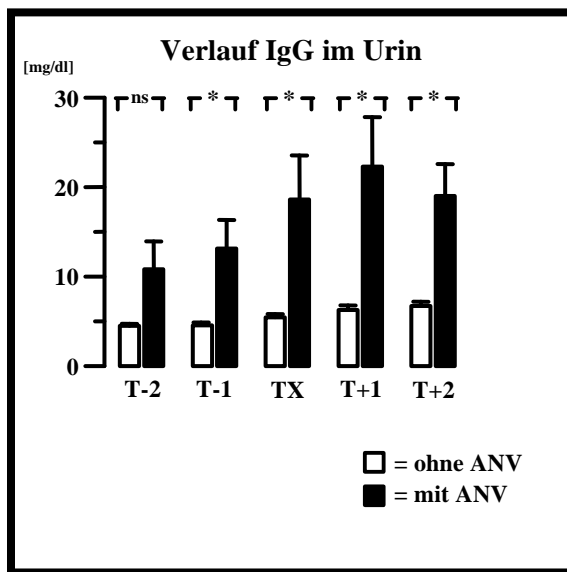 Verlauf IgG im Urin
[mg/dl]
30
ns * * * *
20
10
0
T-2 T-1 TX T+1 T+2
= ohne ANV
= mit ANV